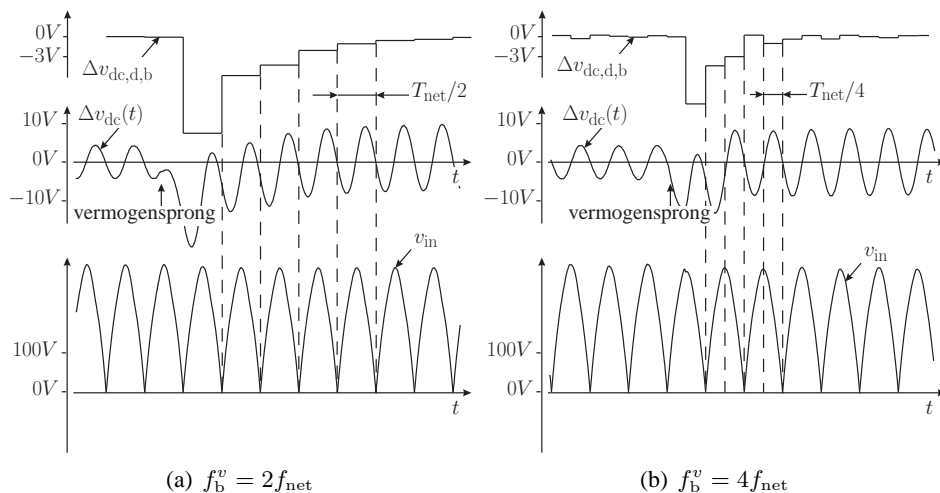 0V
−3V
Δv_dc,d,b
T_net/2
10V
Δv_dc(t)
0V
−10V
t
vermogensprong
v_in
100V
0V
t
(a) f_b^v = 2f_net
0V
−3V
Δv_dc,d,b
T_net/4
10V
Δv_dc(t)
0V
−10V
t
vermogensprong
v_in
100V
0V
t
(b) f_b^v = 4f_net